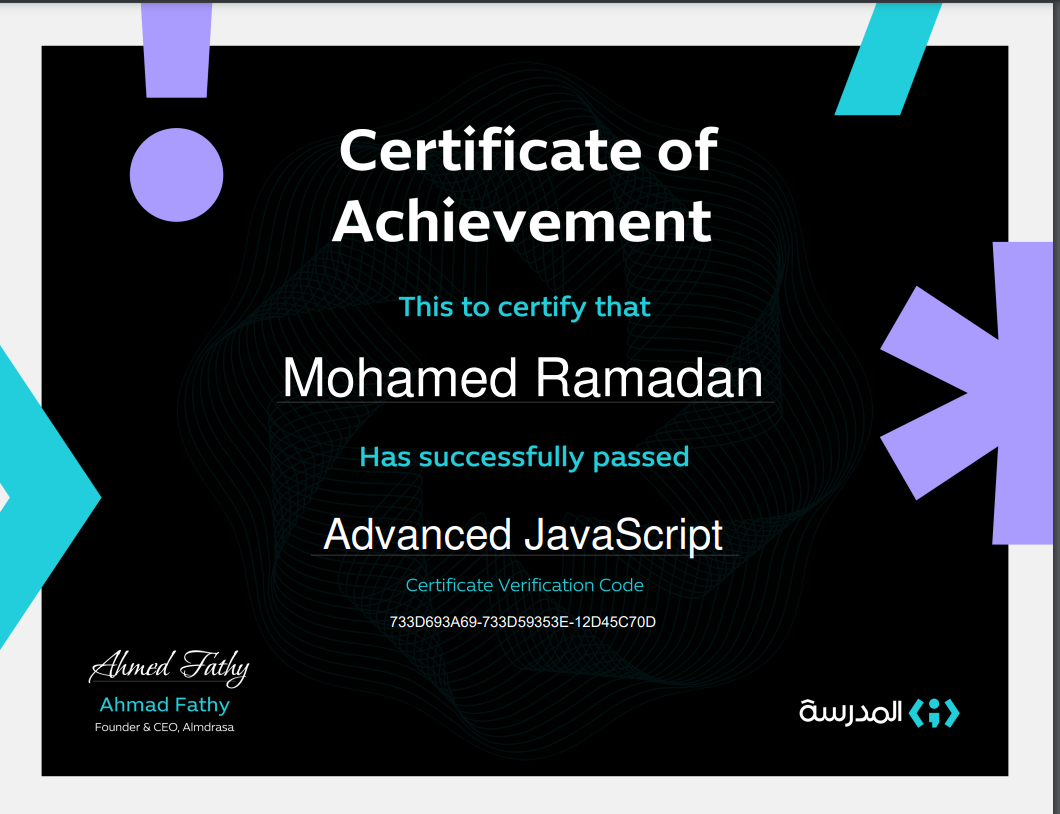 Certificate of
Achievement
This to certify that
Mohamed Ramadan
Has successfully passed
Advanced JavaScript
Certificate Verification Code
733D693A69-733D59353E-12D45C70D
Ahmed Fathy
Ahmad Fathy
Founder & CEO, Almdrasa
المدرسة